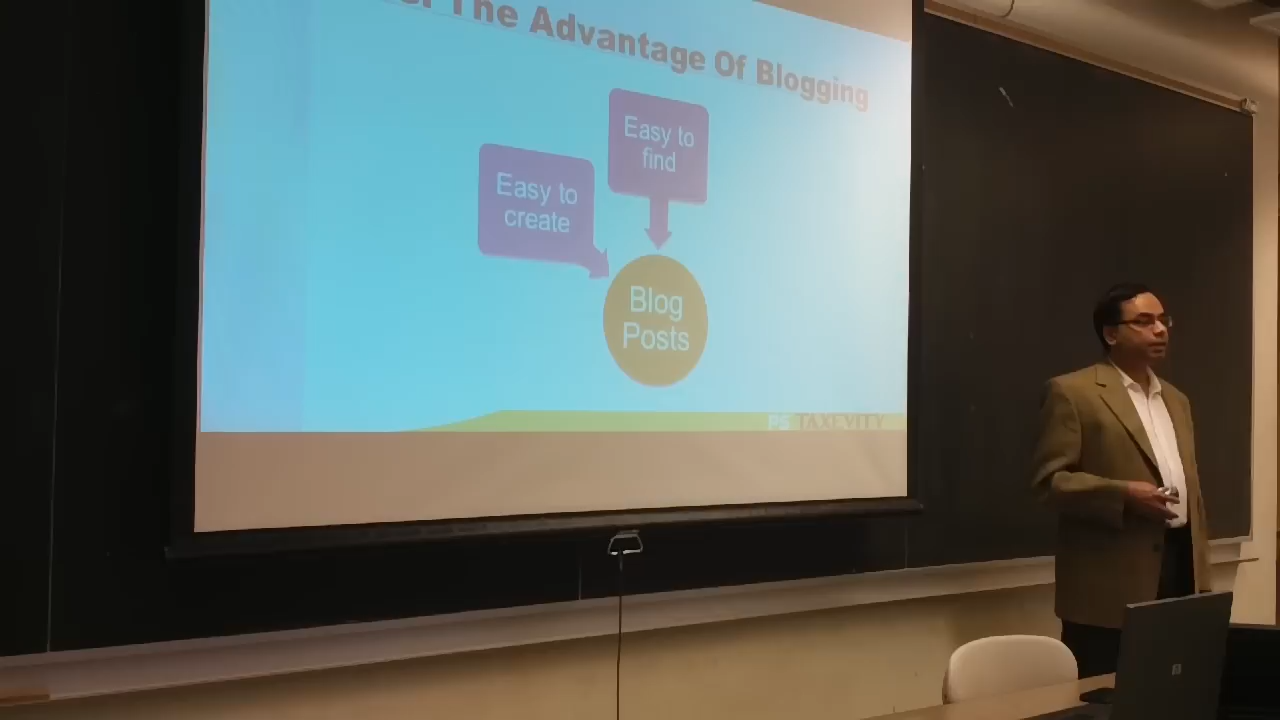 The Advantage Of Blogging
Easy to
find
Easy to
create
Blog
Posts
TAXEVITY